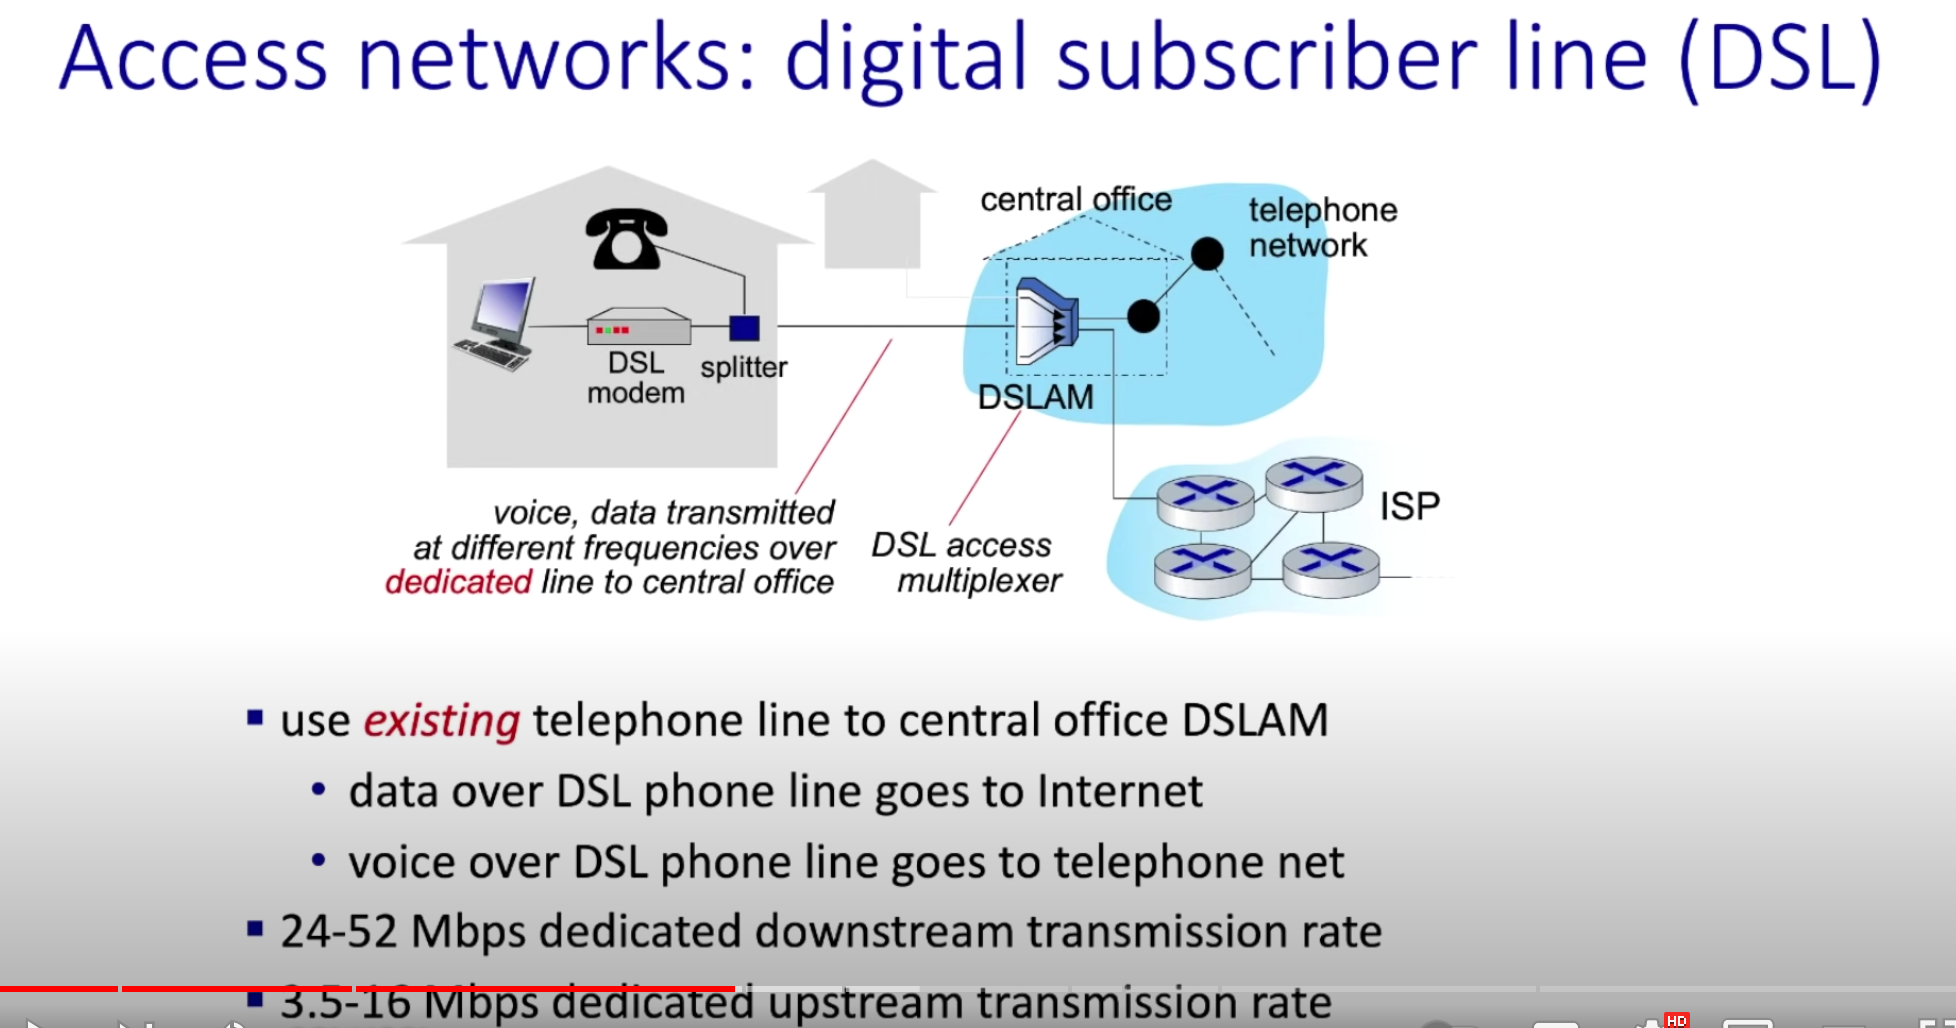 Access networks: digital subscriber line (DSL)
central office
telephone
network
DSL
modem
splitter
DSLAM
voice, data transmitted
at different frequencies over
dedicated line to central office
DSL access
multiplexer
ISP
use existing telephone line to central office DSLAM
data over DSL phone line goes to Internet
voice over DSL phone line goes to telephone net
24-52 Mbps dedicated downstream transmission rate
3.5-16 Mbps dedicated upstream transmission rate
HD